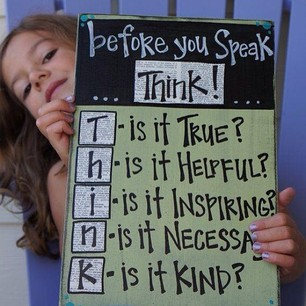 before you Speak
Think!
T - is it TRUE?
h - is it HELPFUL?
i - is it INSPIRING?
n - is it NECESSA
K - is it KIND?